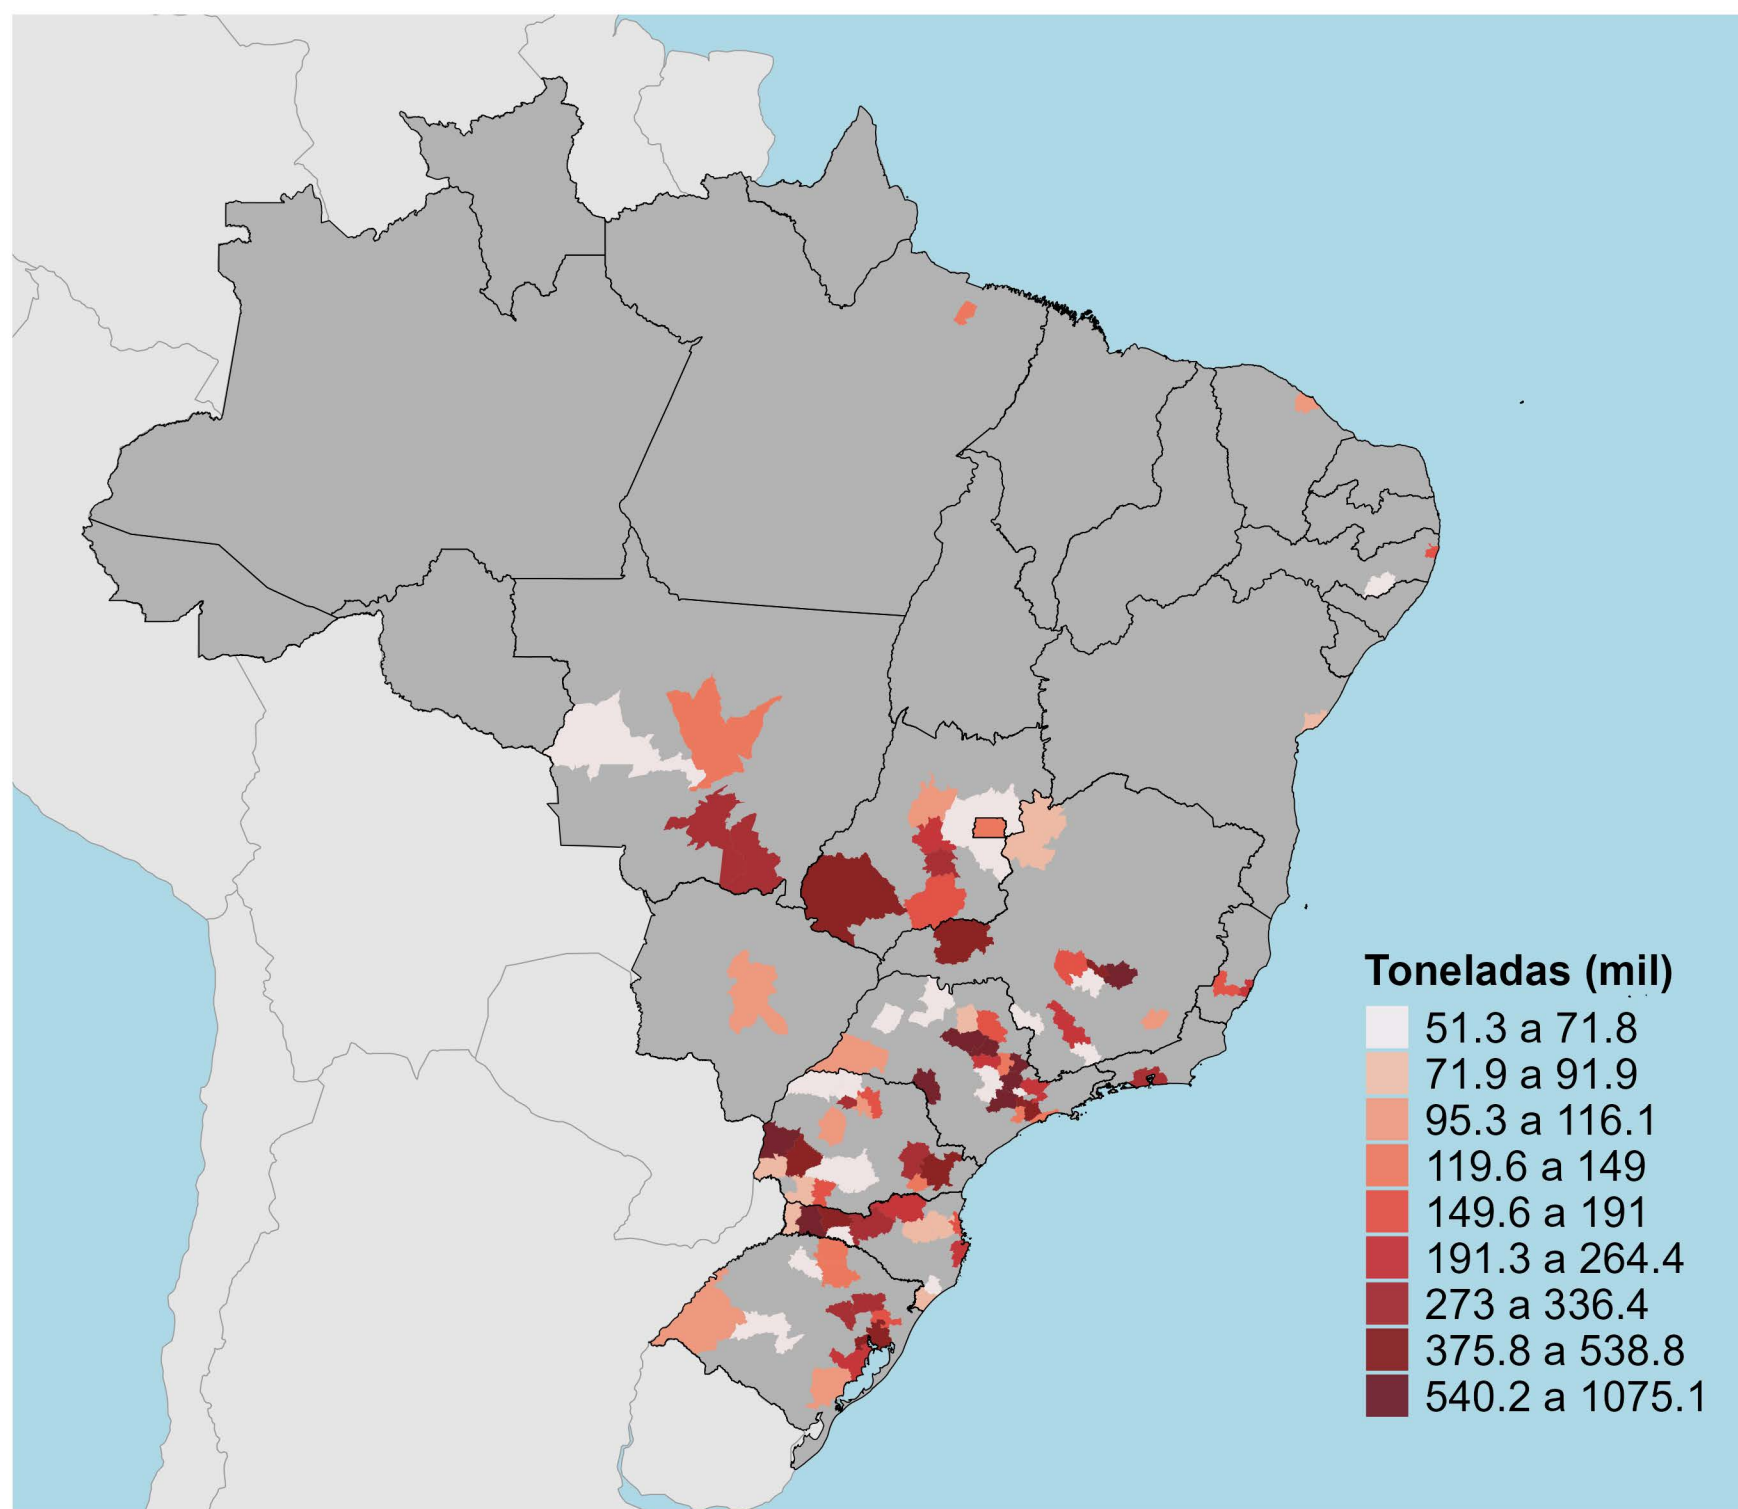 Toneladas (mil)
51.3 a 71.8
71.9 a 91.9
95.3 a 116.1
119.6 a 149
149.6 a 191
191.3 a 264.4
273 a 336.4
375.8 a 538.8
540.2 a 1075.1